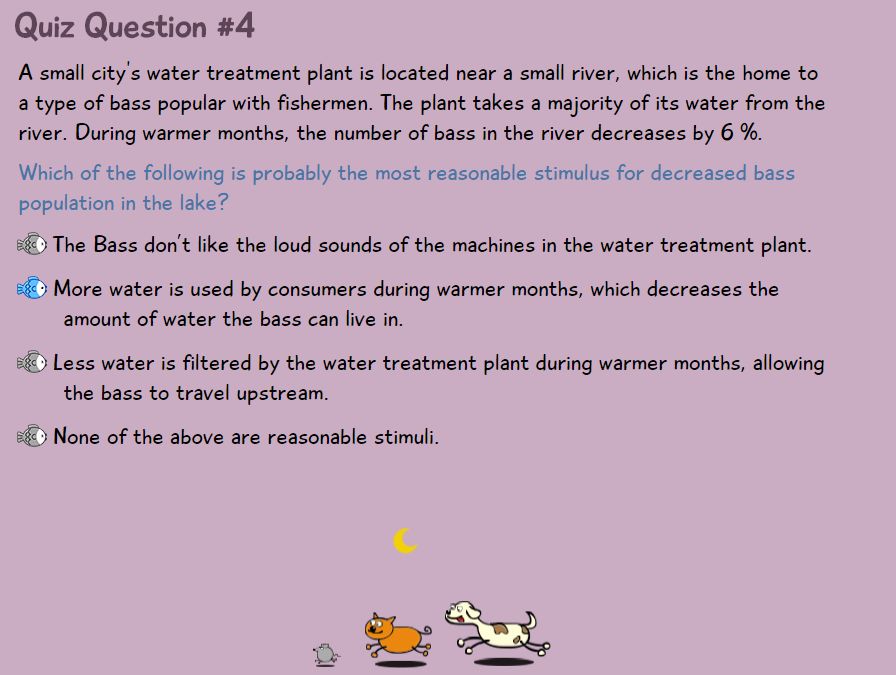 Quiz Question #4
A small city's water treatment plant is located near a small river, which is the home to
a type of bass popular with fishermen. The plant takes a majority of its water from the
river. During warmer months, the number of bass in the river decreases by 6 %.
Which of the following is probably the most reasonable stimulus for decreased bass
population in the lake?
The Bass don't like the loud sounds of the machines in the water treatment plant.
More water is used by consumers during warmer months, which decreases the
amount of water the bass can live in.
Less water is filtered by the water treatment plant during warmer months, allowing
the bass to travel upstream.
None of the above are reasonable stimuli.